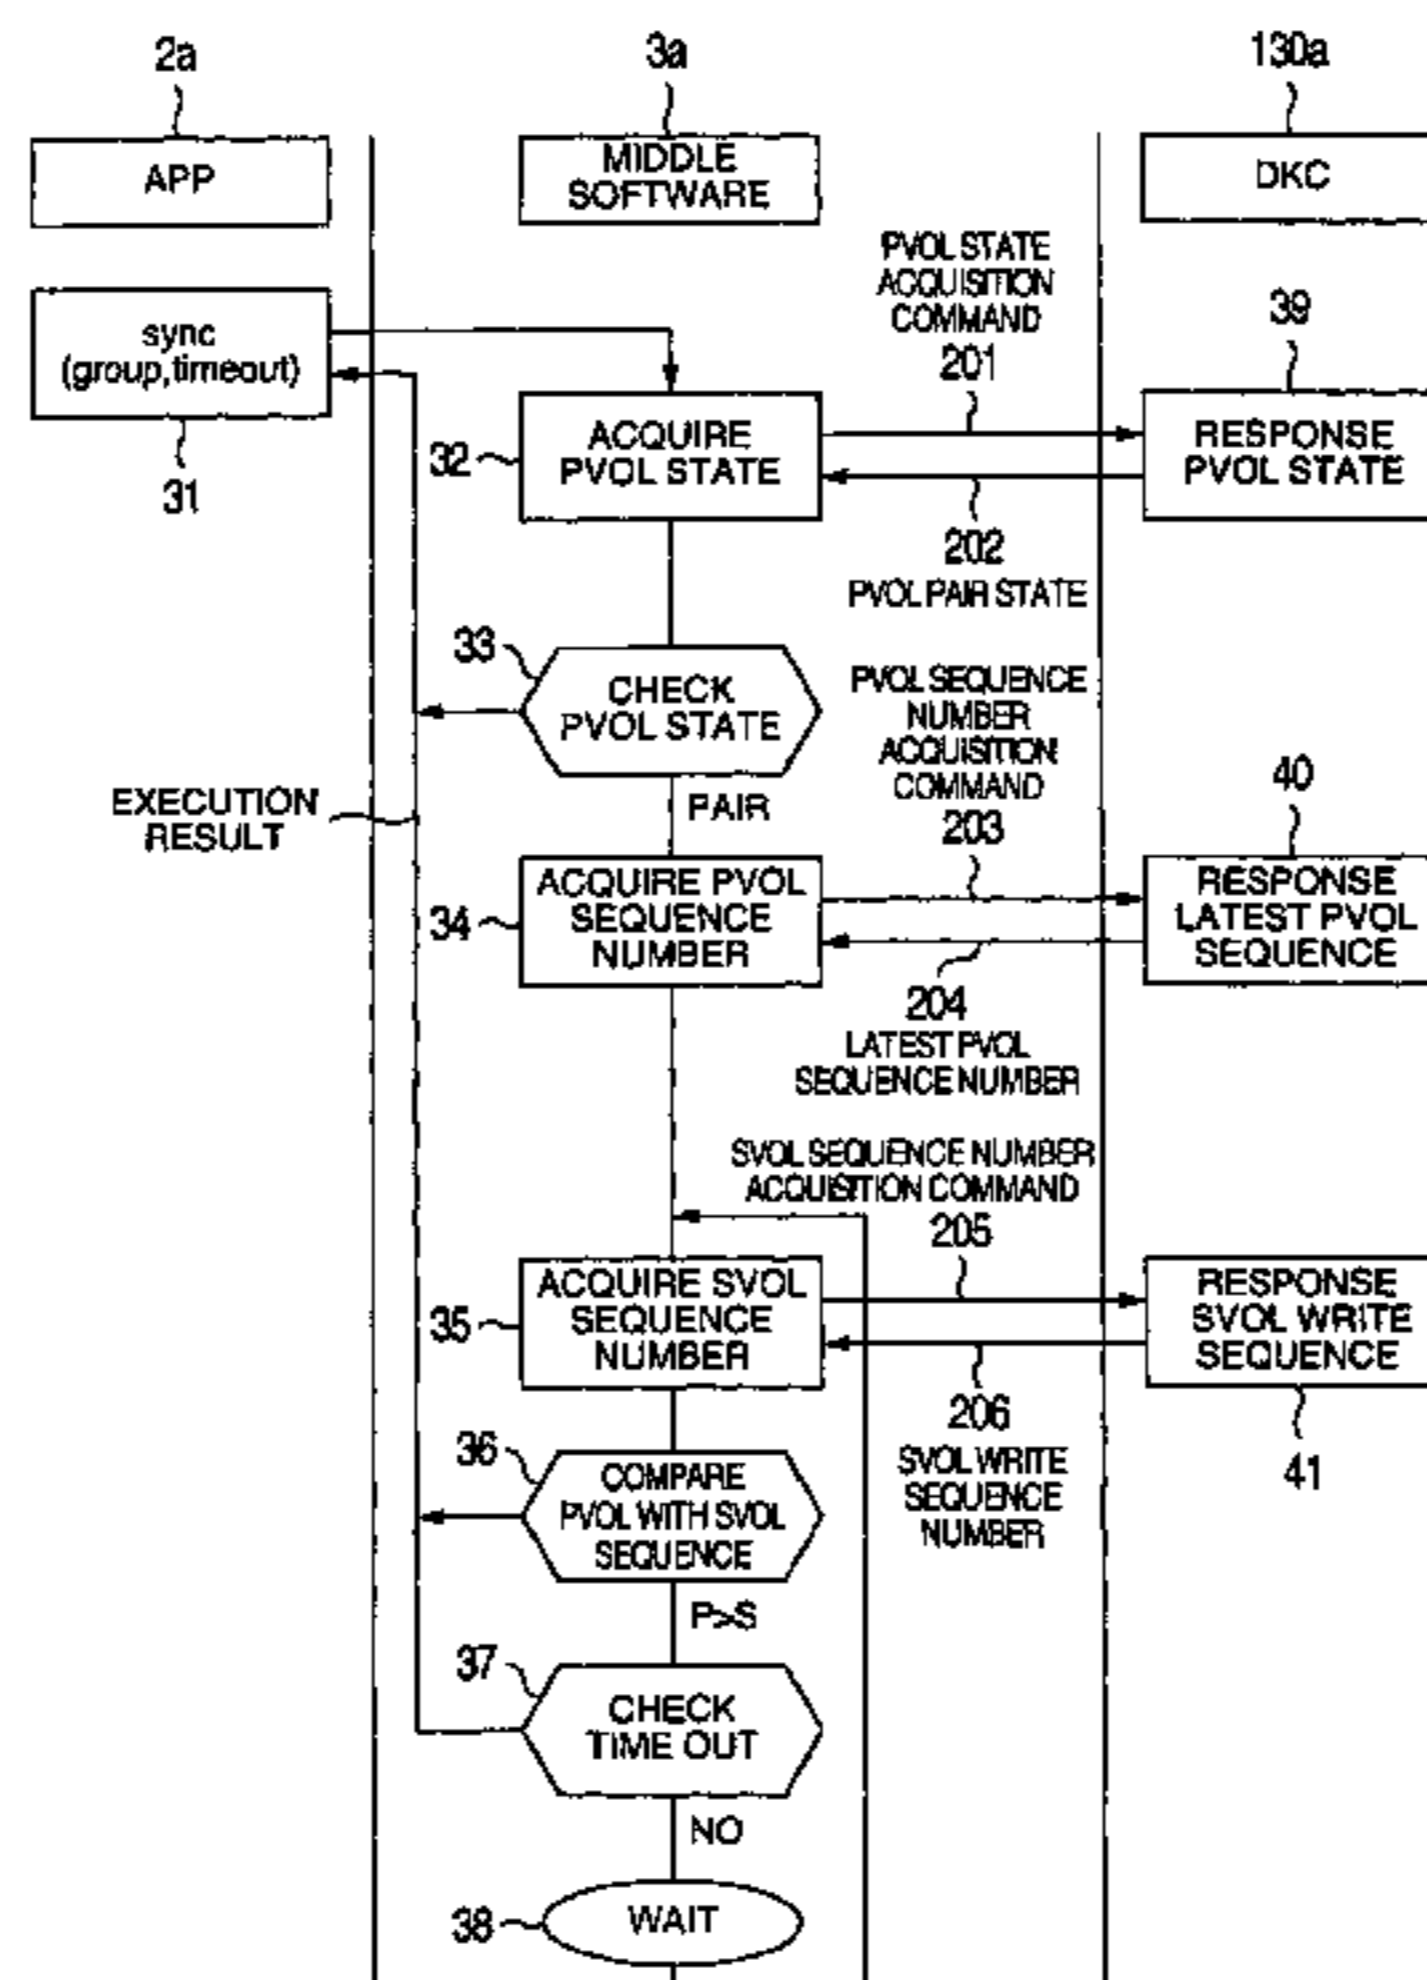 2a
3a
130a
APP
MIDDLE
SOFTWARE
DKC
PVOL STATE
ACQUISITION
COMMAND
201
39
sync
(group,timeout)
31
32
ACQUIRE
PVOL STATE
RESPONSE
PVOL STATE
202
PVOL PAIR STATE
33
CHECK
PVOL STATE
PVOL SEQUENCE
NUMBER
ACQUISITION
COMMAND
203
40
PAIR
EXECUTION
RESULT
34
ACQUIRE PVOL
SEQUENCE
NUMBER
RESPONSE
LATEST PVOL
SEQUENCE
204
LATEST PVOL
SEQUENCE NUMBER
SVOL SEQUENCE NUMBER
ACQUISITION COMMAND
205
35
ACQUIRE SVOL
SEQUENCE
NUMBER
RESPONSE
SVOL WRITE
SEQUENCE
206
SVOL WRITE
SEQUENCE
NUMBER
41
36
COMPARE
PVOL WITH SVOL
SEQUENCE
P>S
37
CHECK
TIME OUT
NO
38
WAIT